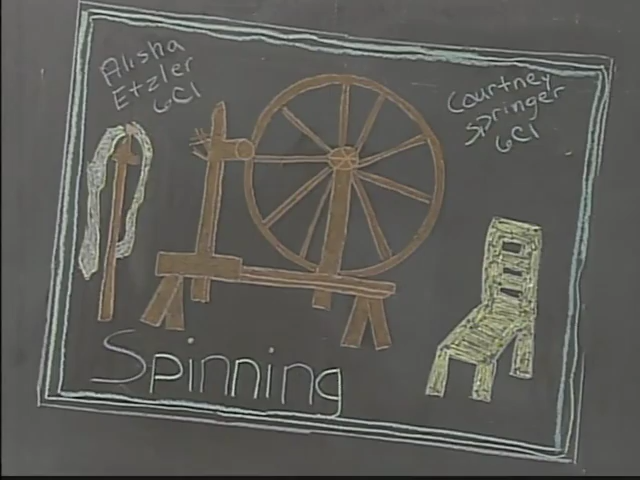 Alisha
Etzler
6C1
Courtney
Springer
6C1
Spinning